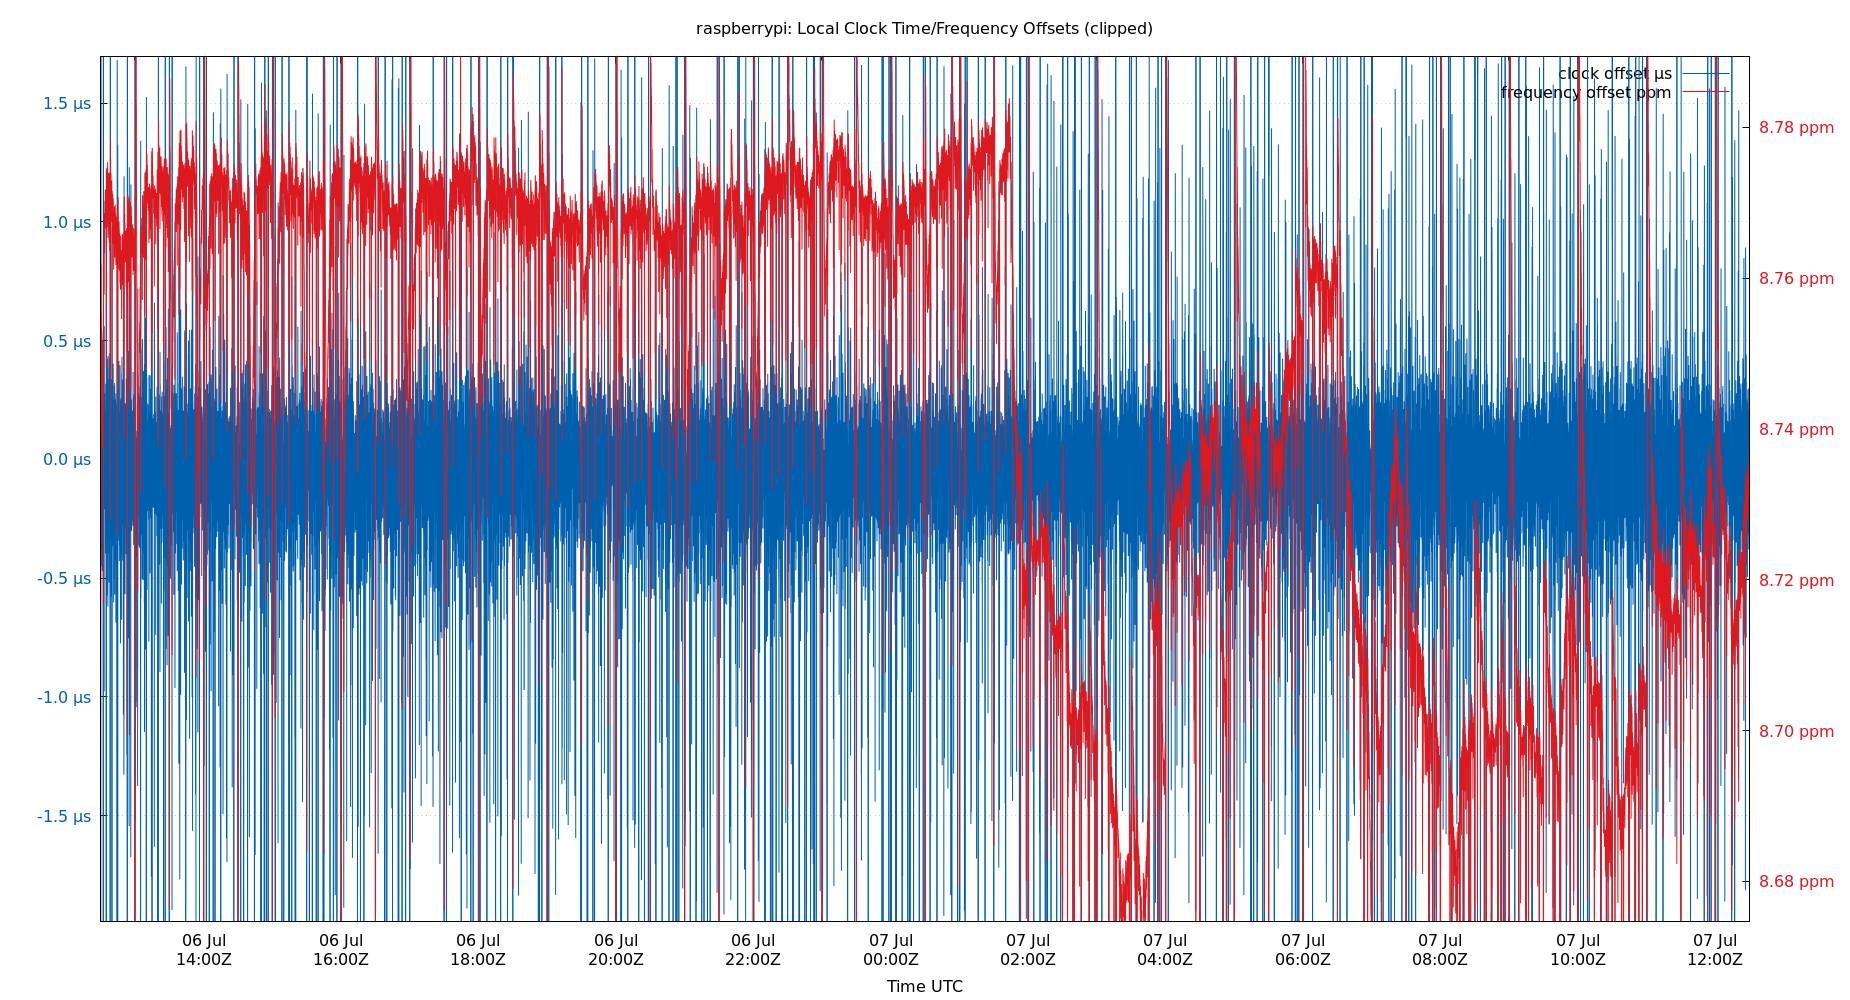 raspberrypi: Local Clock Time/Frequency Offsets (clipped)
clock offset µs
frequency offset ppm
1.5 µs
1.0 µs
0.5 µs
0.0 µs
-0.5 µs
-1.0 µs
-1.5 µs
8.78 ppm
8.76 ppm
8.74 ppm
8.72 ppm
8.70 ppm
8.68 ppm
06 Jul 06 Jul 06 Jul 06 Jul 06 Jul 07 Jul 07 Jul 07 Jul 07 Jul 07 Jul 07 Jul 07 Jul
14:00Z 16:00Z 18:00Z 20:00Z 22:00Z 00:00Z 02:00Z 04:00Z 06:00Z 08:00Z 10:00Z 12:00Z
Time UTC